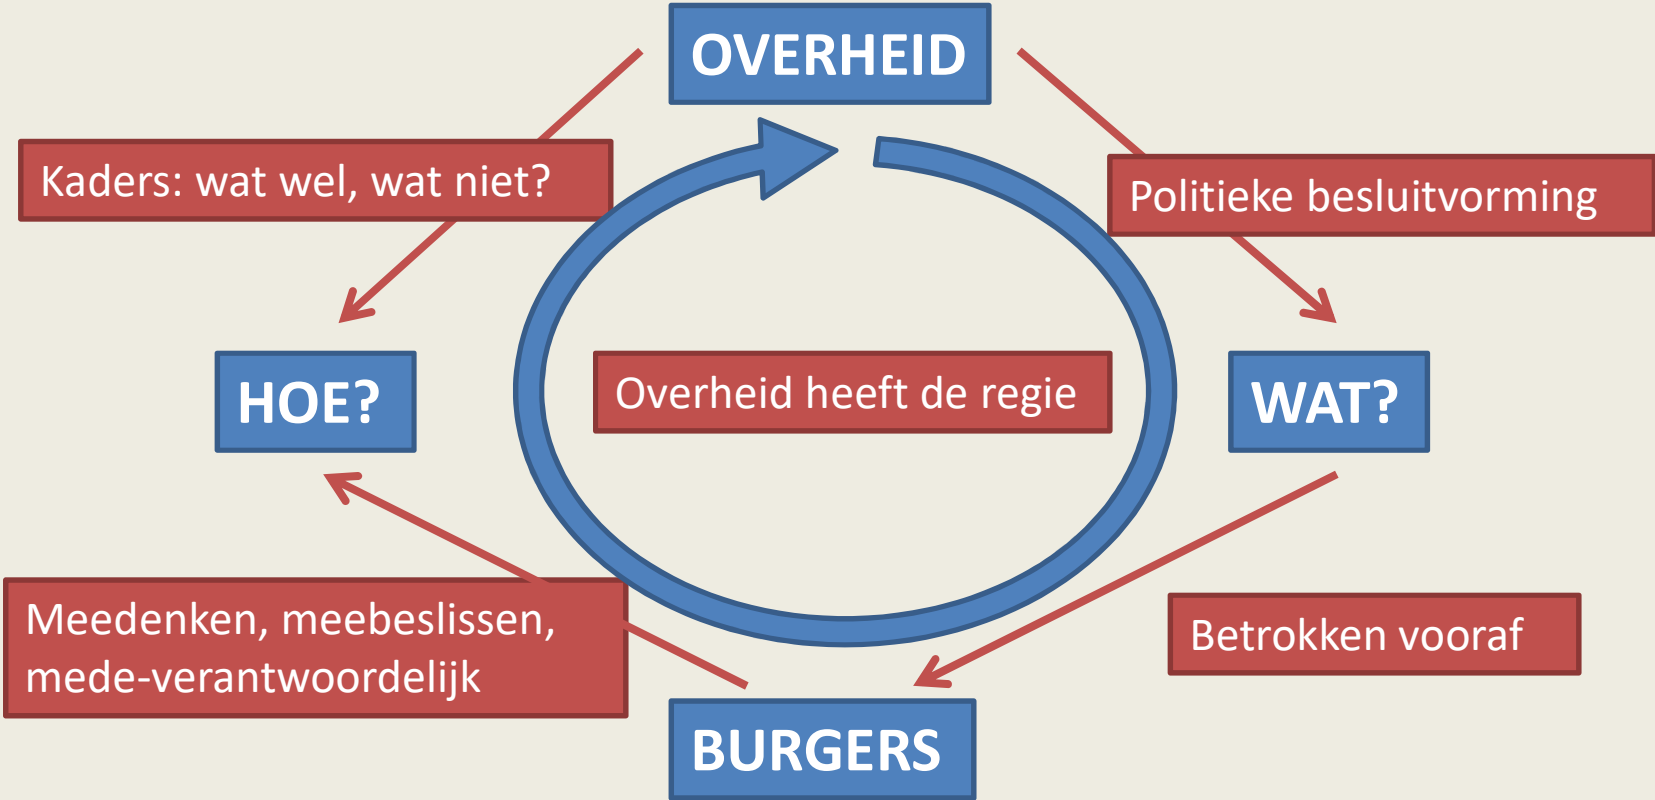 OVERHEID
Kaders: wat wel, wat niet?
Politieke besluitvorming
HOE?
Overheid heeft de regie
WAT?
Meedenken, meebeslissen,
mede-verantwoordelijk
Betrokken vooraf
BURGERS